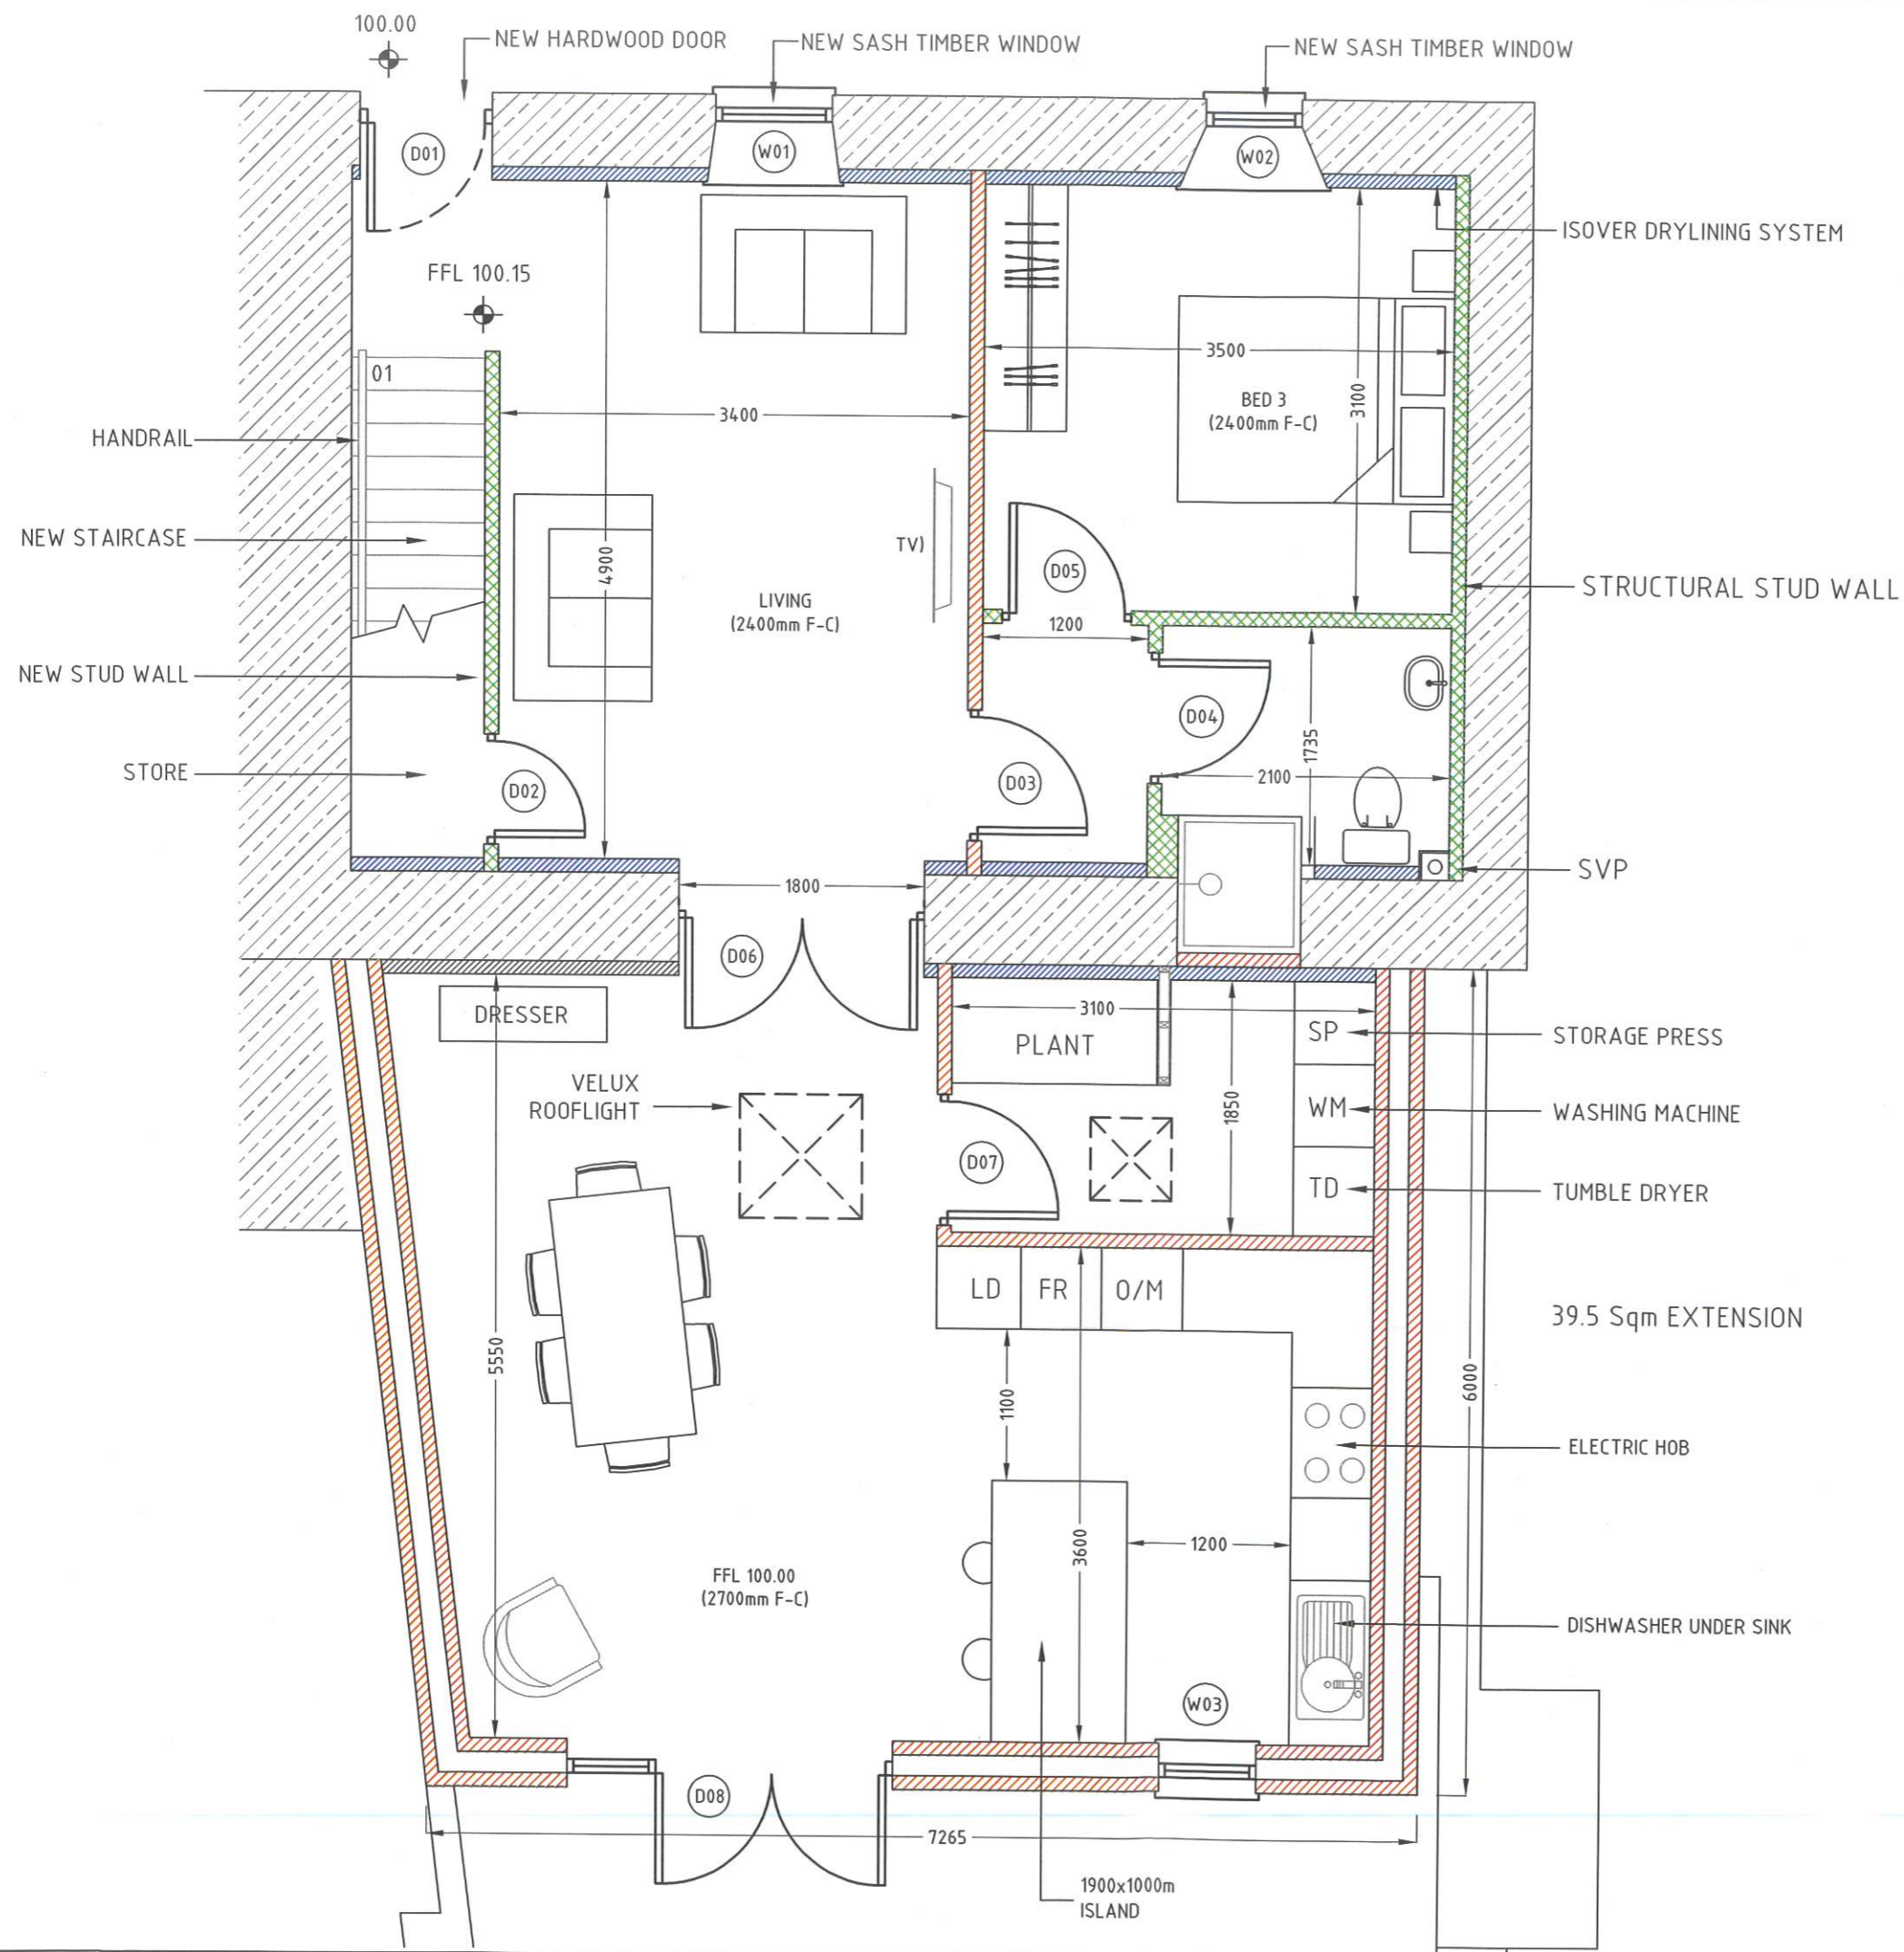 100.00
NEW HARDWOOD DOOR
NEW SASH TIMBER WINDOW
NEW SASH TIMBER WINDOW
D01
W01
W02
ISOVER DRYLINING SYSTEM
FFL 100.15
01
3500
3400
BED 3
(2400mm F-C)
3100
HANDRAIL
NEW STAIRCASE
TV)
4900
D05
STRUCTURAL STUD WALL
LIVING
(2400mm F-C)
1200
NEW STUD WALL
D04
1735
STORE
D02
D03
2100
SVP
1800
D06
DRESSER
3100
PLANT
SP
STORAGE PRESS
VELUX
ROOFLIGHT
1850
WM
WASHING MACHINE
D07
TD
TUMBLE DRYER
LD
FR
O/M
39.5 Sqm EXTENSION
5550
1100
6000
ELECTRIC HOB
3600
1200
FFL 100.00
(2700mm F-C)
DISHWASHER UNDER SINK
W03
D08
7265
1900x1000m
ISLAND